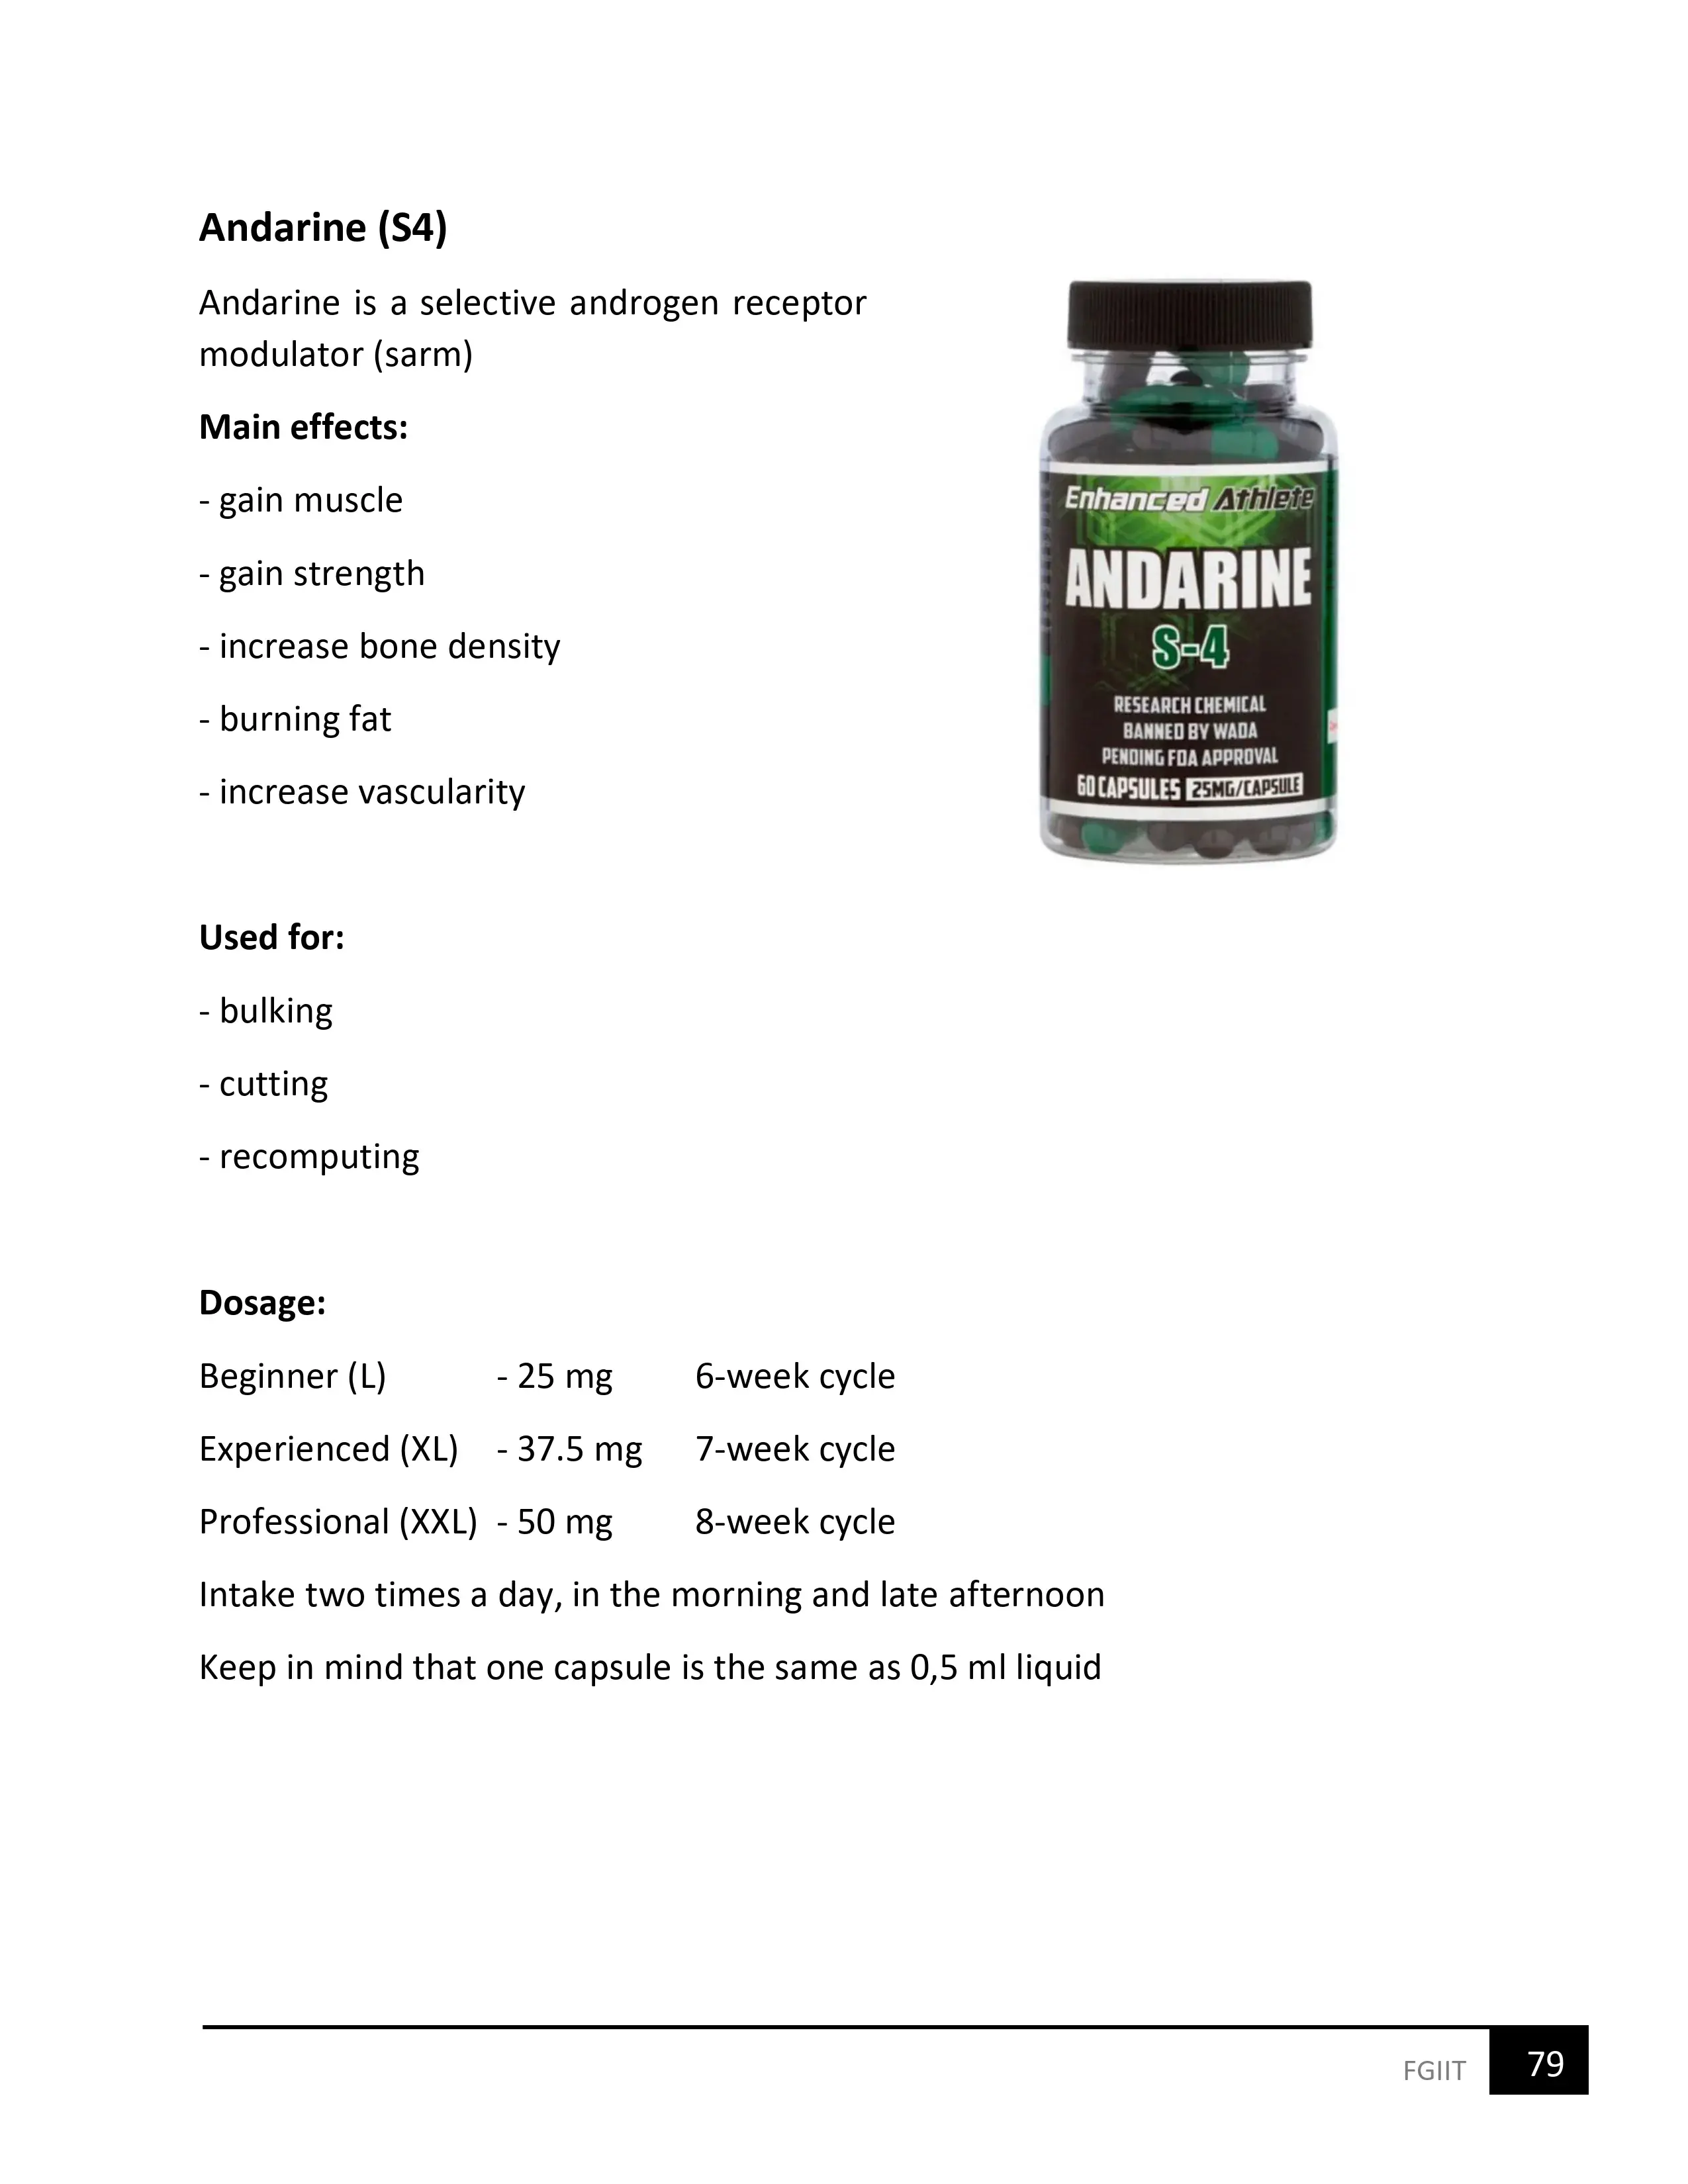 Andarine (S4)
Andarine is a selective androgen receptor
modulator (sarm)
Main effects:
- gain muscle
- gain strength
- increase bone density
- burning fat
- increase vascularity
Enhanced Athlete
ANDARINE
S-4
RESEARCH CHEMICAL
BANNED BY WADA
PENDING FDA APPROVAL
60 CAPSULES 25MG/CAPSULE
Used for:
- bulking
- cutting
- recomputing
Dosage:
Beginner (L) - 25 mg 6-week cycle
Experienced (XL) - 37.5 mg 7-week cycle
Professional (XXL) - 50 mg 8-week cycle
Intake two times a day, in the morning and late afternoon
Keep in mind that one capsule is the same as 0,5 ml liquid
FGIIT 79